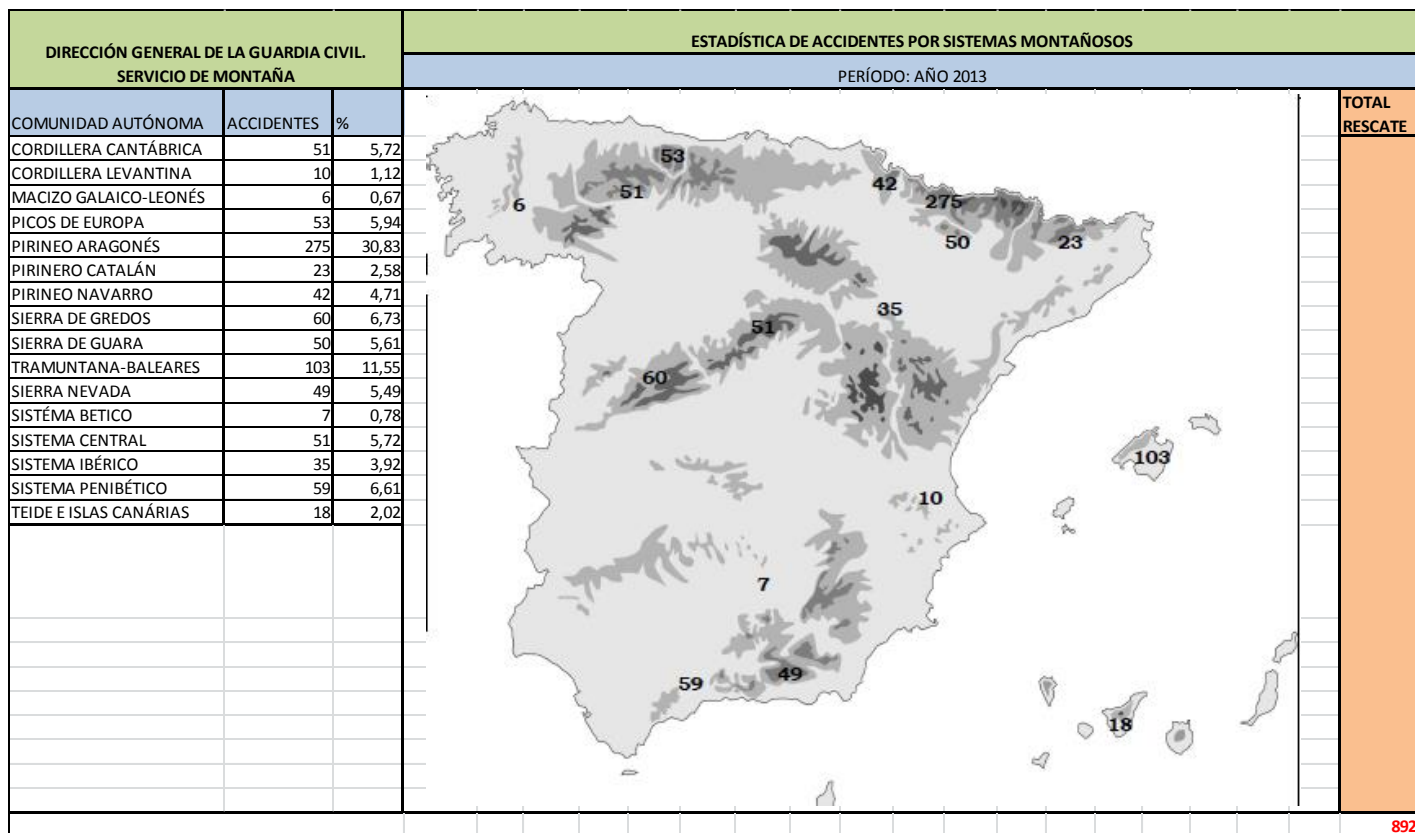 DIRECCIÓN GENERAL DE LA GUARDIA CIVIL.
SERVICIO DE MONTAÑA
ESTADÍSTICA DE ACCIDENTES POR SISTEMAS MONTAÑOSOS
PERÍODO: AÑO 2013
COMUNIDAD AUTÓNOMA ACCIDENTES %
TOTAL
RESCATE
CORDILLERA CANTÁBRICA 51 5,72
CORDILLERA LEVANTINA 10 1,12
MACIZO GALAICO-LEONÉS 6 0,67
PICOS DE EUROPA 53 5,94
PIRINEO ARAGONÉS 275 30,83
PIRINERO CATALÁN 23 2,58
PIRINEO NAVARRO 42 4,71
SIERRA DE GREDOS 60 6,73
SIERRA DE GUARA 50 5,61
TRAMUNTANA-BALEARES 103 11,55
SIERRA NEVADA 49 5,49
SISTÉMA BETICO 7 0,78
SISTEMA CENTRAL 51 5,72
SISTEMA IBÉRICO 35 3,92
SISTEMA PENIBÉTICO 59 6,61
TEIDE E ISLAS CANÁRIAS 18 2,02
53
42
51
275
6
50
23
35
51
60
103
10
7
59
49
18
892